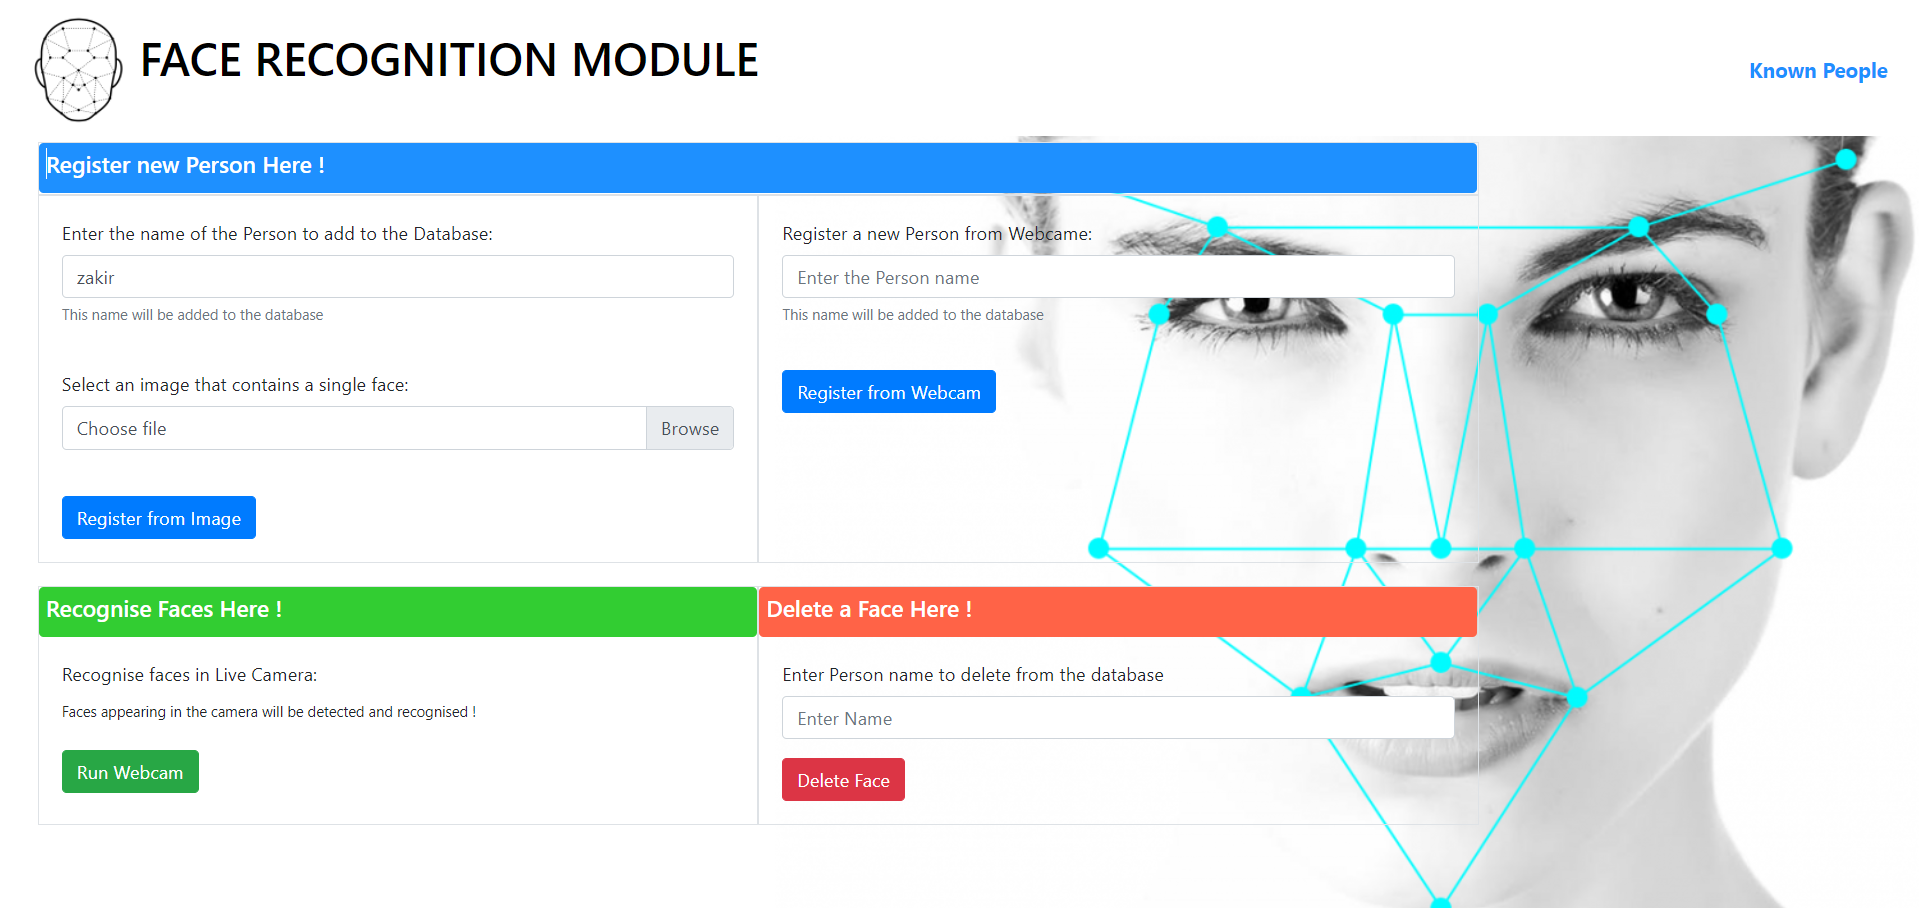 FACE RECOGNITION MODULE
Known People
Register new Person Here !
Enter the name of the Person to add to the Database:
zakir
This name will be added to the database
Select an image that contains a single face:
Choose file
Browse
Register from Image
Register a new Person from Webcame:
Enter the Person name
This name will be added to the database
Register from Webcam
Recognise Faces Here !
Recognise faces in Live Camera:
Faces appearing in the camera will be detected and recognised !
Run Webcam
Delete a Face Here !
Enter Person name to delete from the database
Enter Name
Delete Face